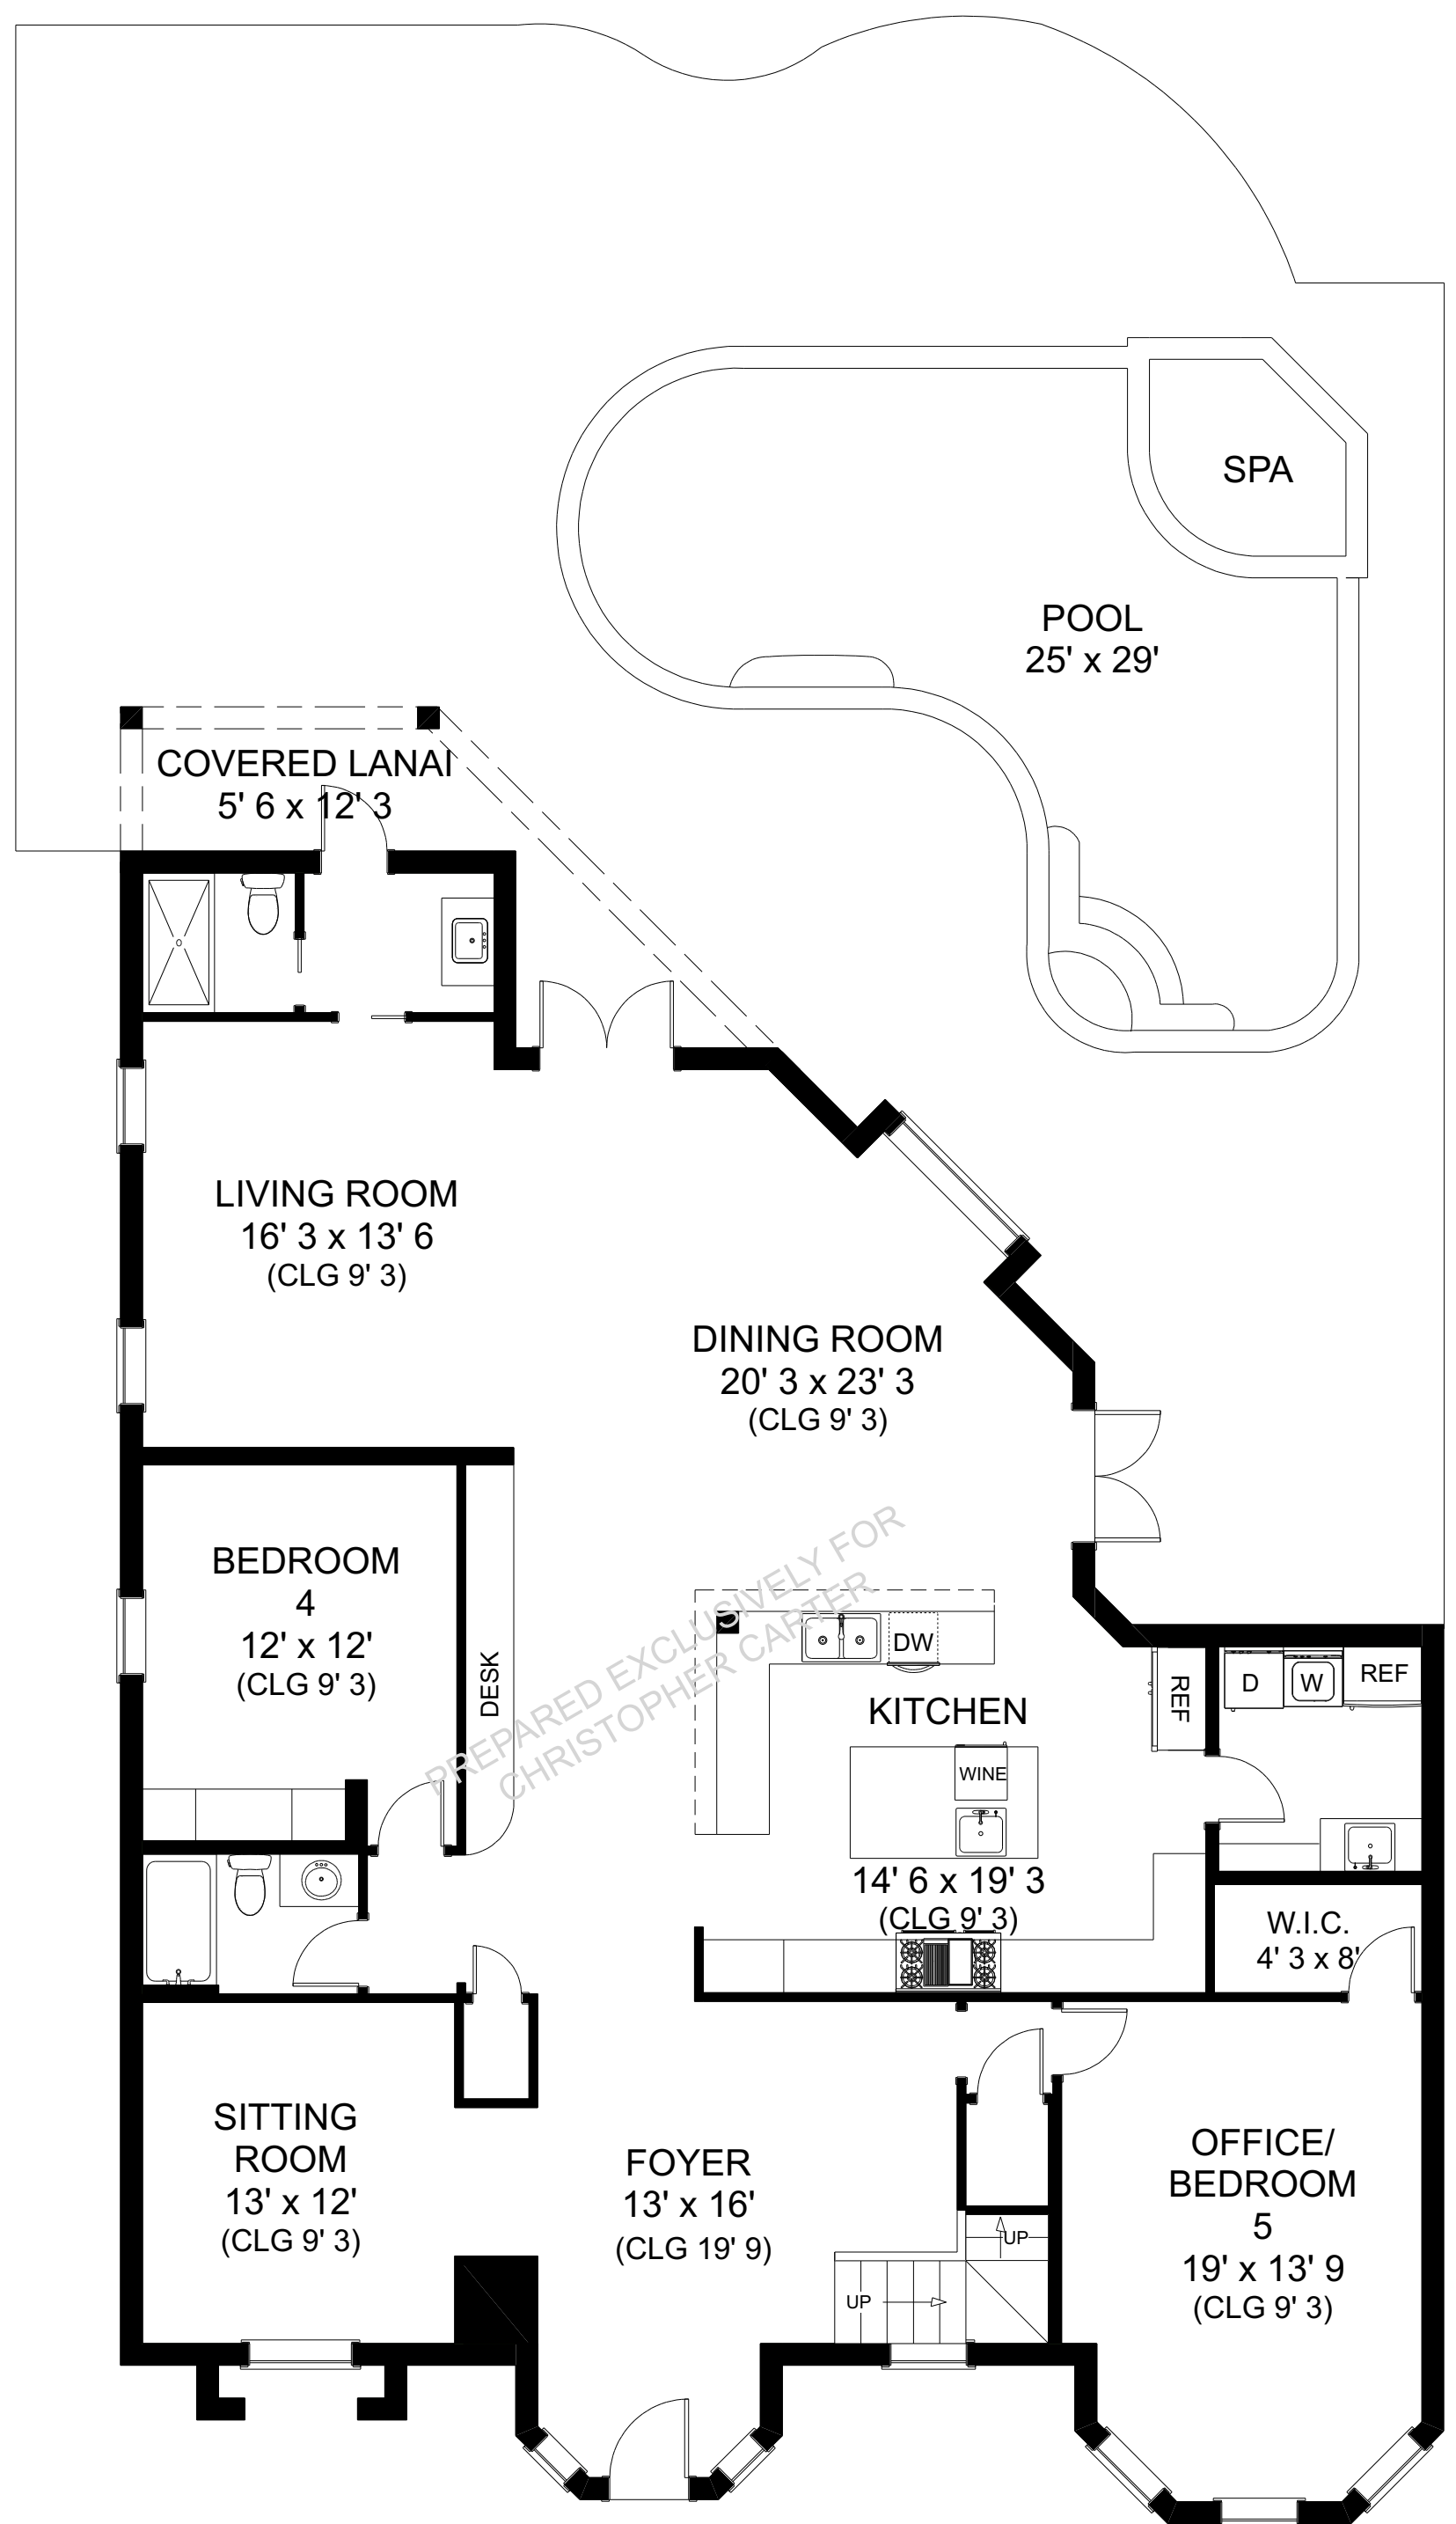 SPA
POOL
25' x 29'
COVERED LANAI
5' 6 x 12' 3
LIVING ROOM
16' 3 x 13' 6
(CLG 9' 3)
DINING ROOM
20' 3 x 23' 3
(CLG 9' 3)
BEDROOM
4
12' x 12'
(CLG 9' 3)
DESK
PREPARED EXCLUSIVELY FOR
CHRISTOPHER CARTER
DW
KITCHEN
WINE
14' 6 x 19' 3
(CLG 9' 3)
REF
D
W
REF
W.I.C.
4' 3 x 8'
SITTING
ROOM
13' x 12'
(CLG 9' 3)
FOYER
13' x 16'
(CLG 19' 9)
UP
UP
OFFICE/
BEDROOM
5
19' x 13' 9
(CLG 9' 3)